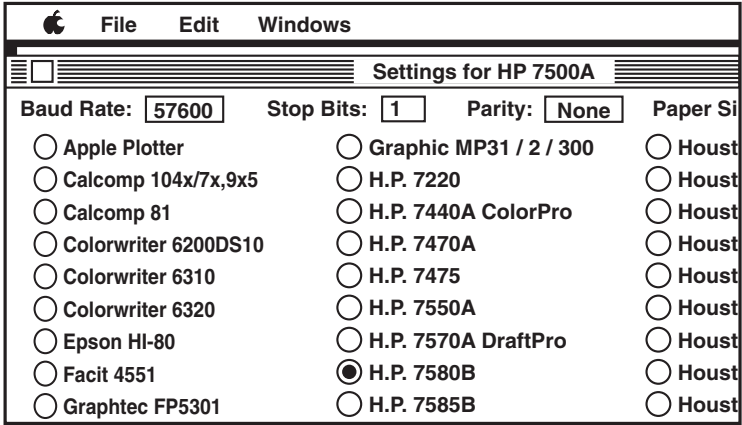 File Edit Windows
Settings for HP 7500A
Baud Rate: 57600 Stop Bits: 1 Parity: None Paper Si
Apple Plotter Graphic MP31 / 2 / 300 Houst
Calcomp 104x/7x,9x5 H.P. 7220 Houst
Calcomp 81 H.P. 7440A ColorPro Houst
Colorwriter 6200DS10 H.P. 7470A Houst
Colorwriter 6310 H.P. 7475 Houst
Colorwriter 6320 H.P. 7550A Houst
Epson HI-80 H.P. 7570A DraftPro Houst
Facit 4551 H.P. 7580B Houst
Graphtec FP5301 H.P. 7585B Houst